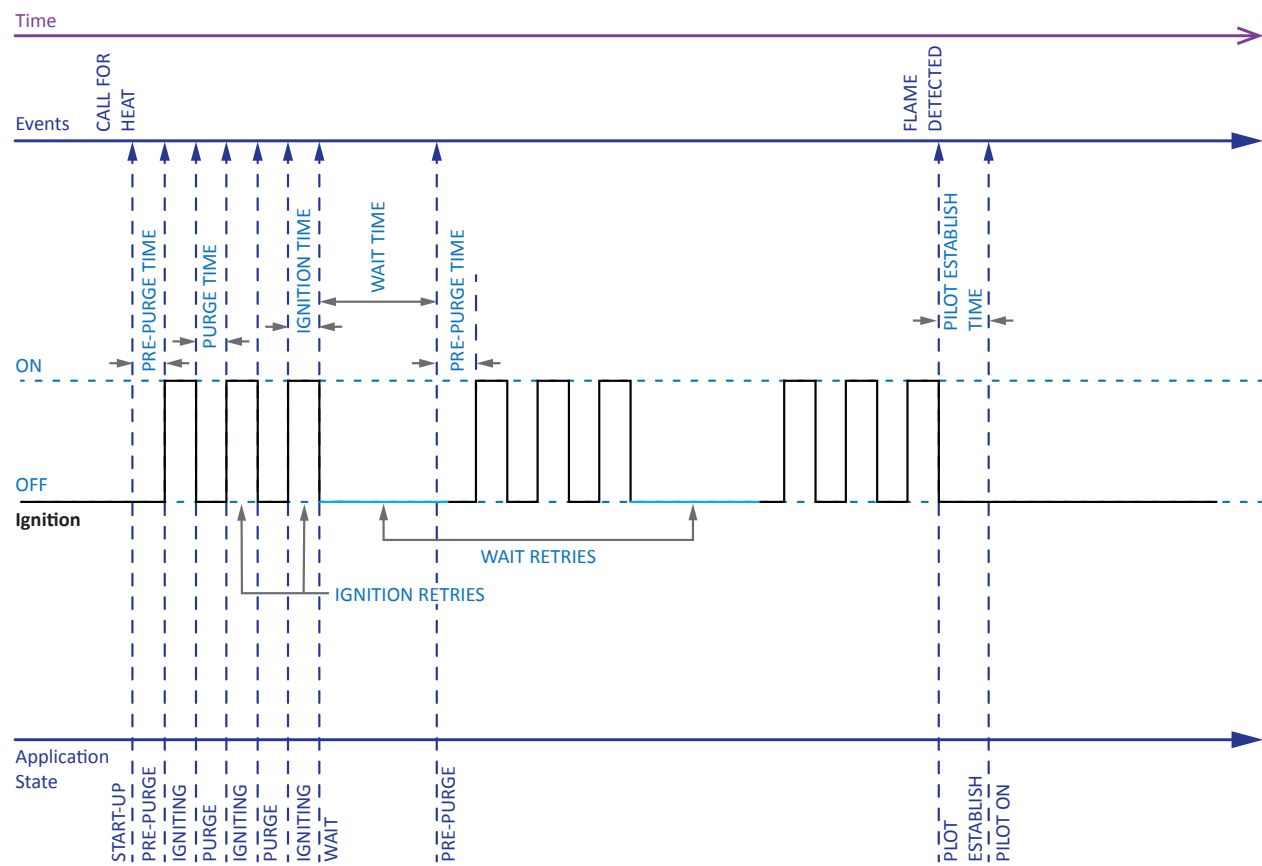 Time
CALL FOR
HEAT
FLAME
DETECTED
Events
PRE-PURGE TIME
PURGE TIME
IGNITION TIME
WAIT TIME
PRE-PURGE TIME
PILOT ESTABLISH
TIME
ON
OFF
Ignition
WAIT RETRIES
IGNITION RETRIES
Application
State
START-UP
PRE-PURGE
IGNITING
PURGE
IGNITING
PURGE
IGNITING
WAIT
PRE-PURGE
PLOT
ESTABLISH
PILOT ON